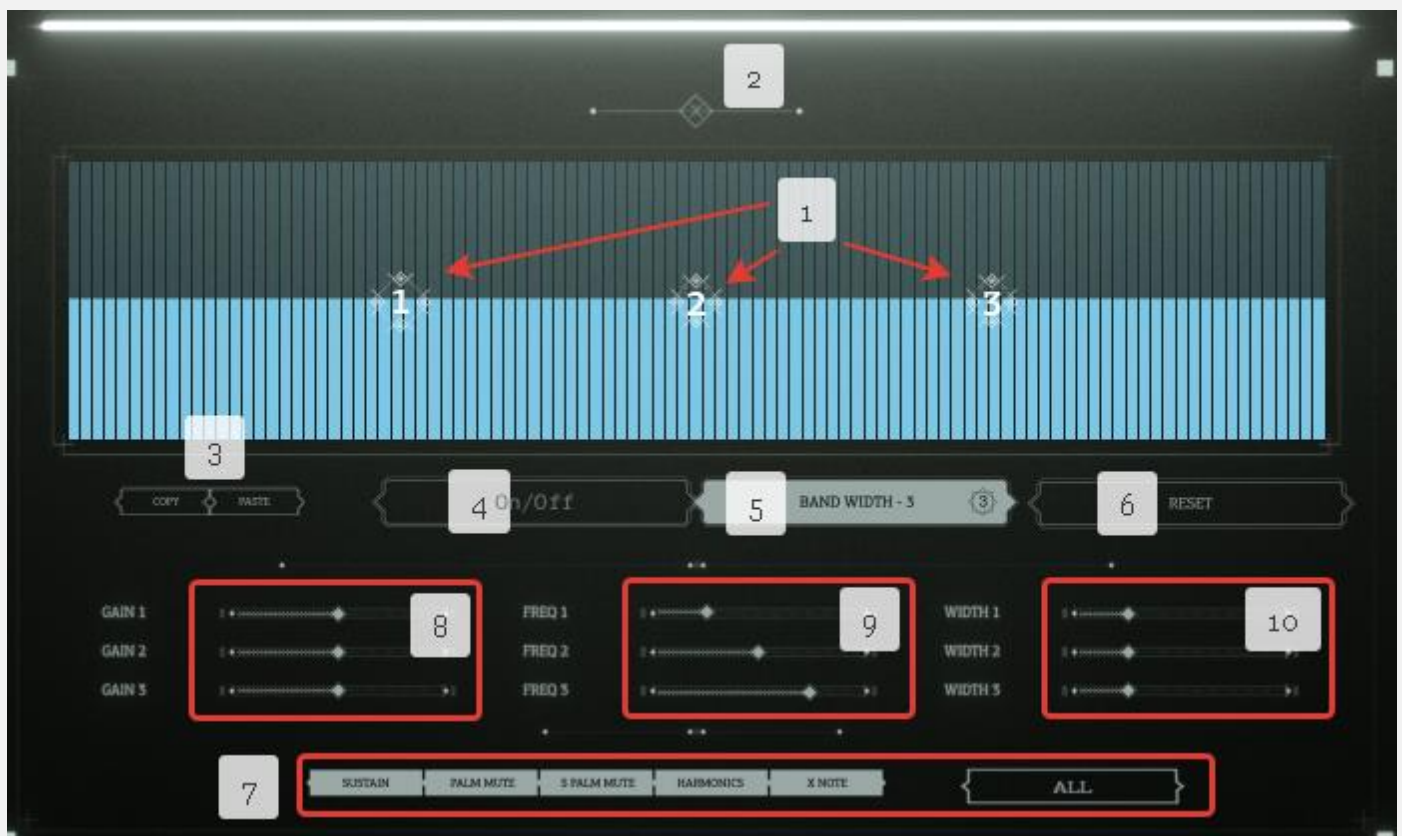 2
1
1 2 3
3
COPY PASTE
4 On/Off
5 BAND WIDTH - 3 3
6 RESET
GAIN 1
GAIN 2
GAIN 3
8
FREQ 1
FREQ 2
FREQ 3
9
WIDTH 1
WIDTH 2
WIDTH 3
10
7
SUSTAIN PALM MUTE S PALM MUTE HARMONICS X NOTE ALL